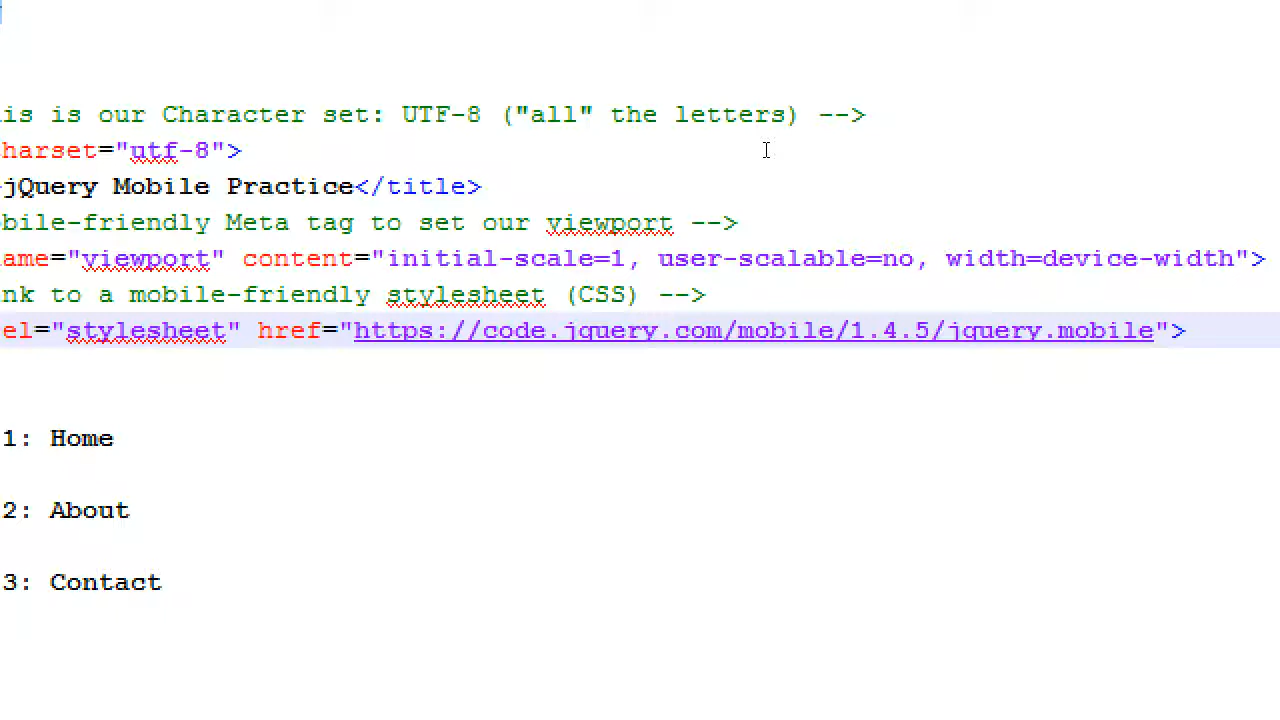 is is our Character set: UTF-8 ("all" the letters) -->
harset="utf-8">
jQuery Mobile Practice</title>
bile-friendly Meta tag to set our viewport -->
ame="viewport" content="initial-scale=1, user-scalable=no, width=device-width">
nk to a mobile-friendly stylesheet (CSS) -->
el="stylesheet" href="https://code.jquery.com/mobile/1.4.5/jquery.mobile">
1: Home
2: About
3: Contact